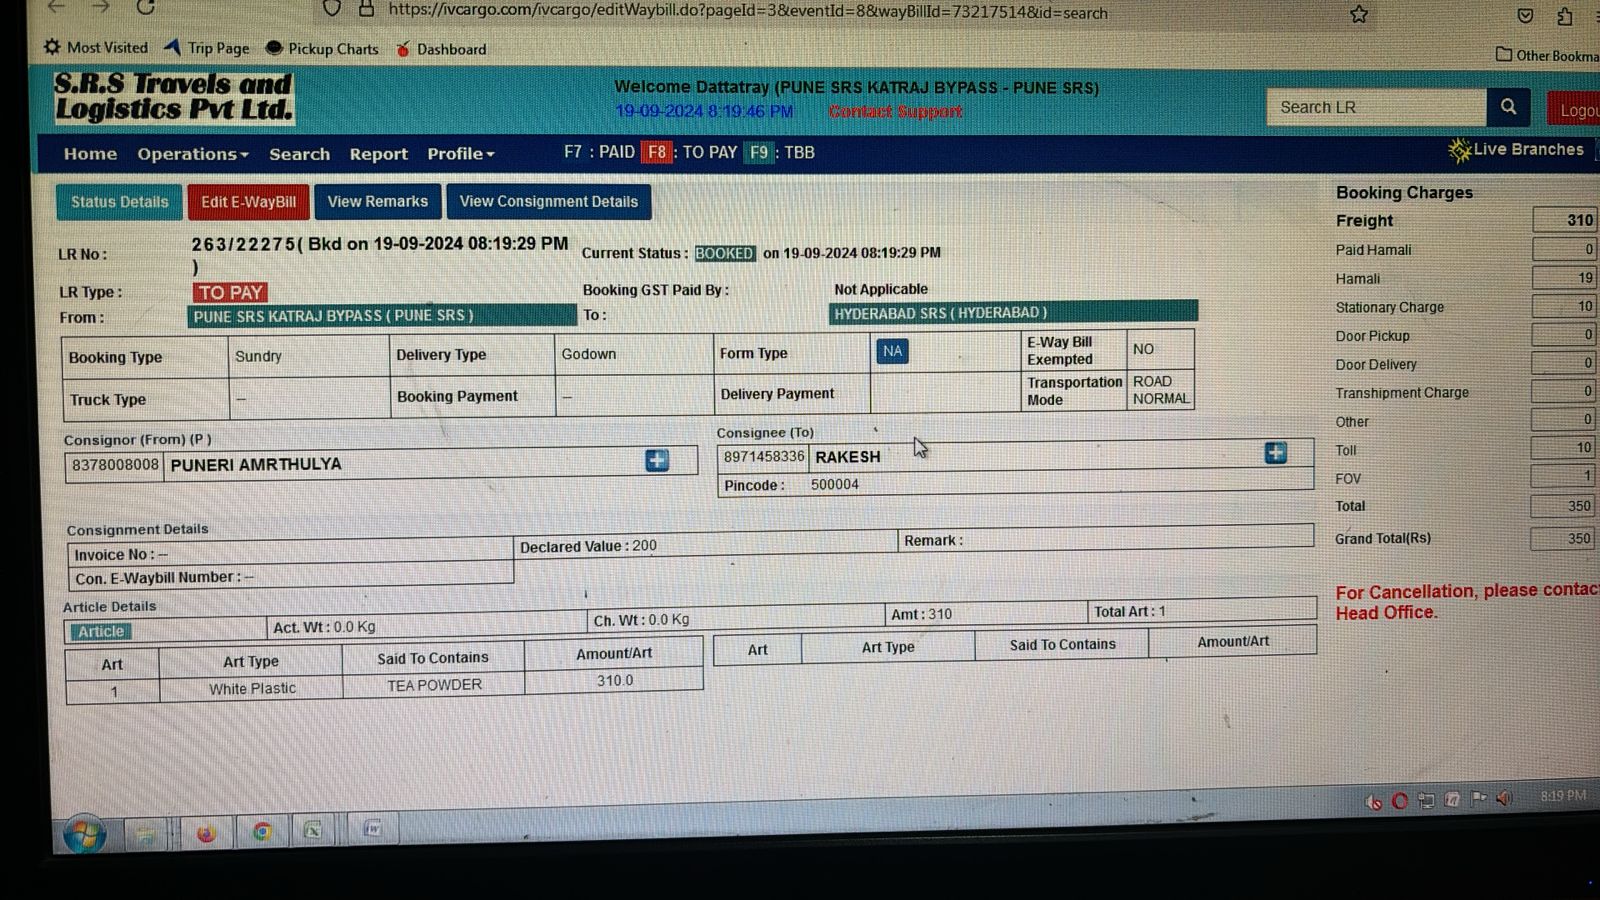 https://ivcargo.com/ivcargo/editWaybill.do?pageId=3&eventId=8&wayBillId=73217514&id=search
Most Visited Trip Page Pickup Charts Dashboard
Other Bookma
S.R.S Travels and
Logistics Pvt Ltd.
Welcome Dattatray (PUNE SRS KATRAJ BYPASS - PUNE SRS)
19-09-2024 8:19:46 PM Contact Support
Search LR
Logou
Home Operations Search Report Profile F7 : PAID F8 : TO PAY F9 : TBB
Live Branches
Status Details Edit E-WayBill View Remarks View Consignment Details
LR No : 263/22275( Bkd on 19-09-2024 08:19:29 PM
)
Current Status : BOOKED on 19-09-2024 08:19:29 PM
LR Type : TO PAY Booking GST Paid By : Not Applicable
From : PUNE SRS KATRAJ BYPASS ( PUNE SRS ) To : HYDERABAD SRS ( HYDERABAD )
Booking Type Sundry Delivery Type Godown Form Type NA E-Way Bill
Exempted NO
Truck Type -- Booking Payment -- Delivery Payment Transportation
Mode ROAD
NORMAL
Consignor (From) (P )
8378008008 PUNERI AMRTHULYA
Consignee (To)
8971458336 RAKESH
Pincode : 500004
Consignment Details
Invoice No : -- Declared Value : 200 Remark :
Con. E-Waybill Number : --
Article Details
Article Act. Wt : 0.0 Kg Ch. Wt : 0.0 Kg Amt : 310 Total Art : 1
Art Art Type Said To Contains Amount/Art Art Art Type Said To Contains Amount/Art
1 White Plastic TEA POWDER 310.0
Booking Charges
Freight 310
Paid Hamali 0
Hamali 19
Stationary Charge 10
Door Pickup 0
Door Delivery 0
Transhipment Charge 0
Other 0
Toll 10
FOV 1
Total 350
Grand Total(Rs) 350
For Cancellation, please contac
Head Office.
8:19 PM